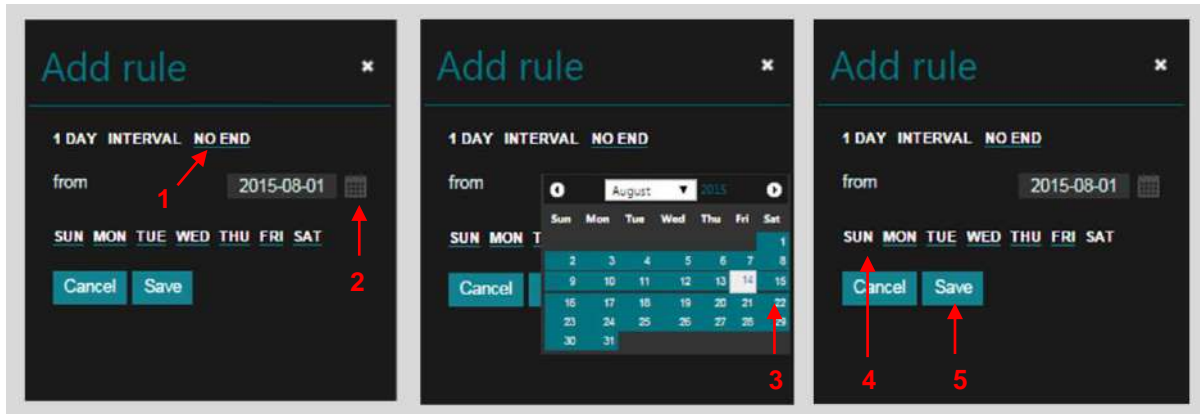 Add rule ×
1 DAY INTERVAL NO END
1
from 2015-08-01
SUN MON TUE WED THU FRI SAT
2
Cancel Save
Add rule ×
1 DAY INTERVAL NO END
from
August 2015
Sun Mon Tue Wed Thu Fri Sat
1
2 3 4 5 6 7 8
9 10 11 12 13 14 15
16 17 18 19 20 21 22
23 24 25 26 27 28 29
30 31
SUN MON T
Cancel
3
Add rule ×
1 DAY INTERVAL NO END
from 2015-08-01
SUN MON TUE WED THU FRI SAT
Cancel Save
4 5